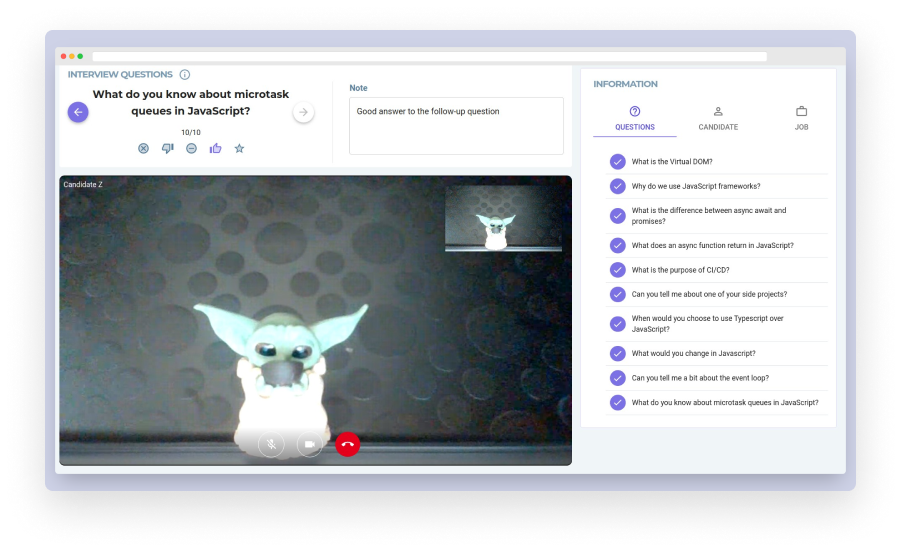 INTERVIEW QUESTIONS
What do you know about microtask
queues in JavaScript?
10/10
Note
Good answer to the follow-up question
Candidate Z
INFORMATION
QUESTIONS
CANDIDATE
JOB
What is the Virtual DOM?
Why do we use JavaScript frameworks?
What is the difference between async await and
promises?
What does an async function return in JavaScript?
What is the purpose of CI/CD?
Can you tell me about one of your side projects?
When would you choose to use Typescript over
JavaScript?
What would you change in Javascript?
Can you tell me a bit about the event loop?
What do you know about microtask queues in JavaScript?